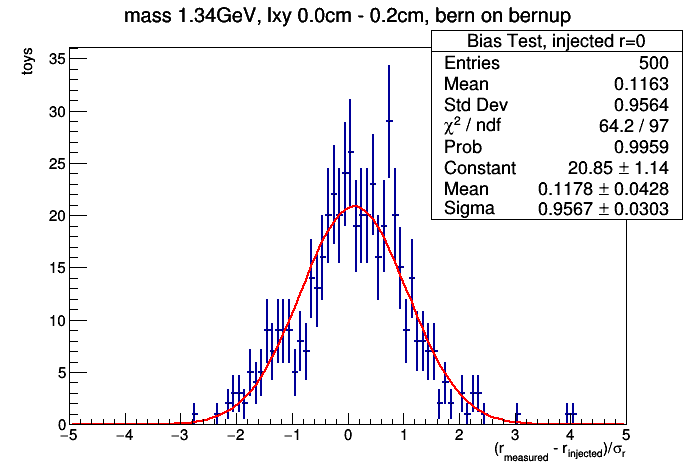 mass 1.34GeV, lxy 0.0cm - 0.2cm, bern on bernup
Bias Test, injected r=0
Entries 500
Mean 0.1163
Std Dev 0.9564
χ² / ndf 64.2 / 97
Prob 0.9959
Constant 20.85 ± 1.14
Mean 0.1178 ± 0.0428
Sigma 0.9567 ± 0.0303
toys
35
30
25
20
15
10
5
0
−5 −4 −3 −2 −1 0 1 2 3 4 5
(r_measured - r_injected)/σ_r